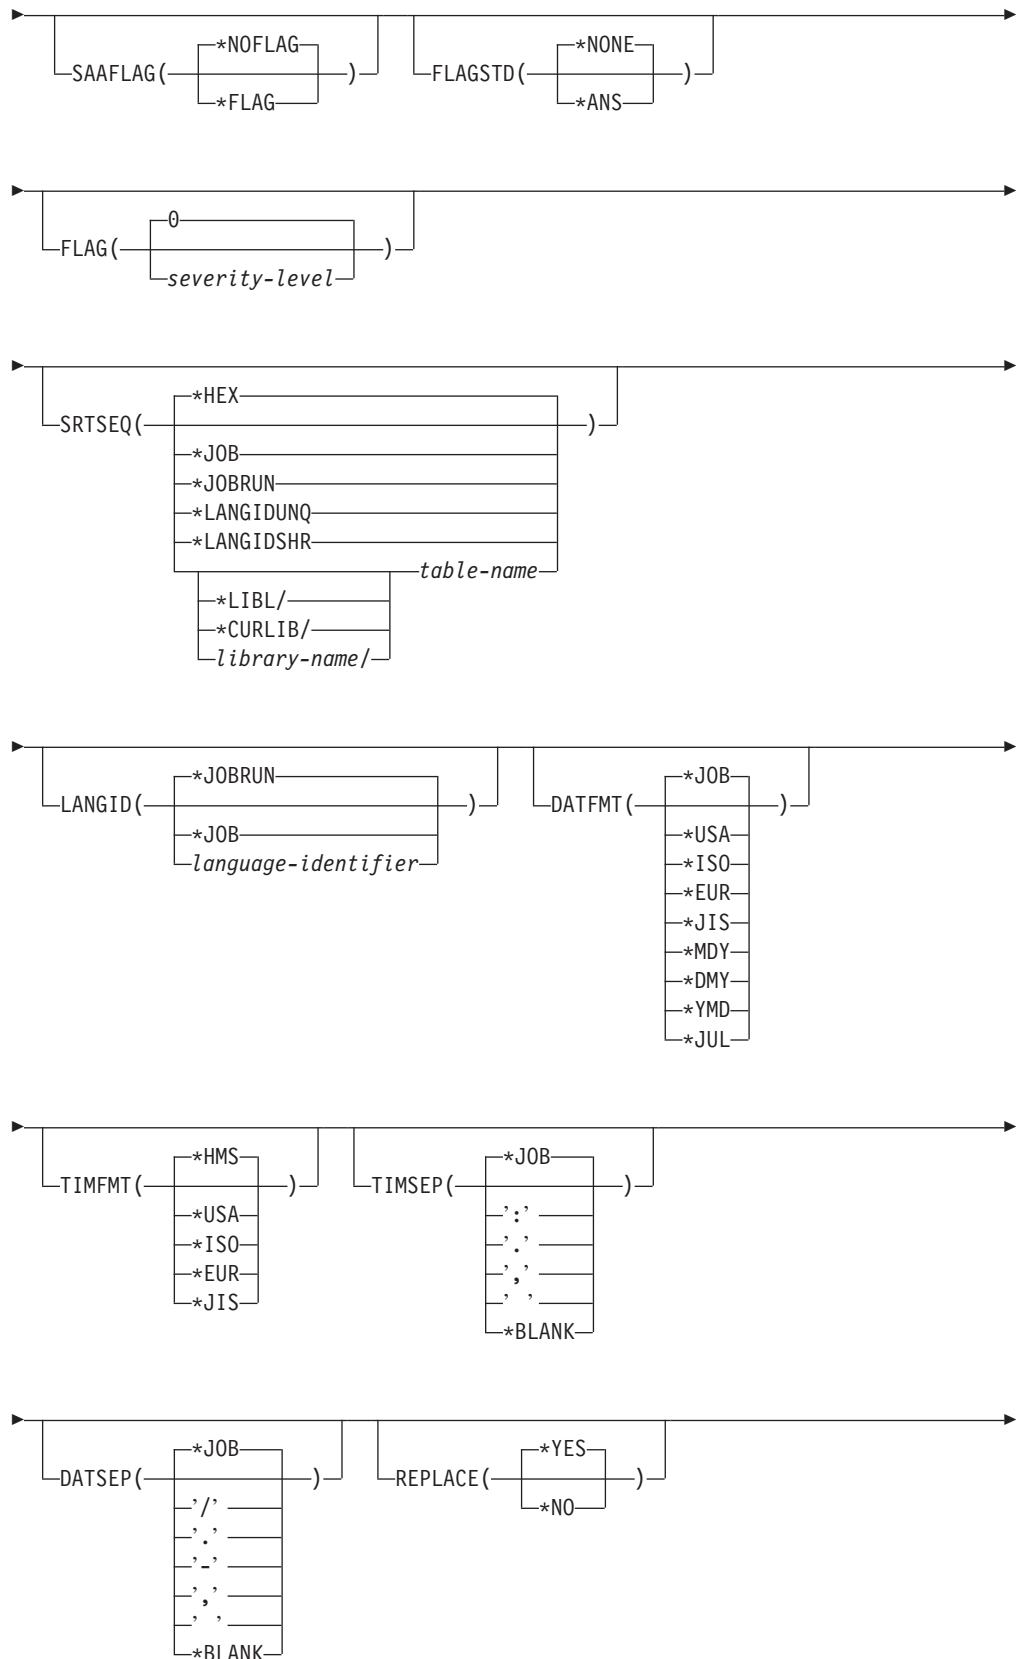 *NOFLAG
SAAFLAG( )
*FLAG
*NONE
FLAGSTD( )
*ANS
0
FLAG( )
severity-level
*HEX
SRTSEQ( )
*JOB
*JOBRUN
*LANGIDUNQ
*LANGIDSHR
table-name
*LIBL/
*CURLIB/
library-name/
*JOBRUN
LANGID( )
*JOB
language-identifier
*JOB
DATFMT( )
*USA
*ISO
*EUR
*JIS
*MDY
*DMY
*YMD
*JUL
*HMS
TIMFMT( )
*USA
*ISO
*EUR
*JIS
*JOB
TIMSEP( )
’:’
’.’
’,’
’ ’
*BLANK
*JOB
DATSEP( )
’/’
’.’
’-’
’,’
’ ’
*BLANK
*YES
REPLACE( )
*NO